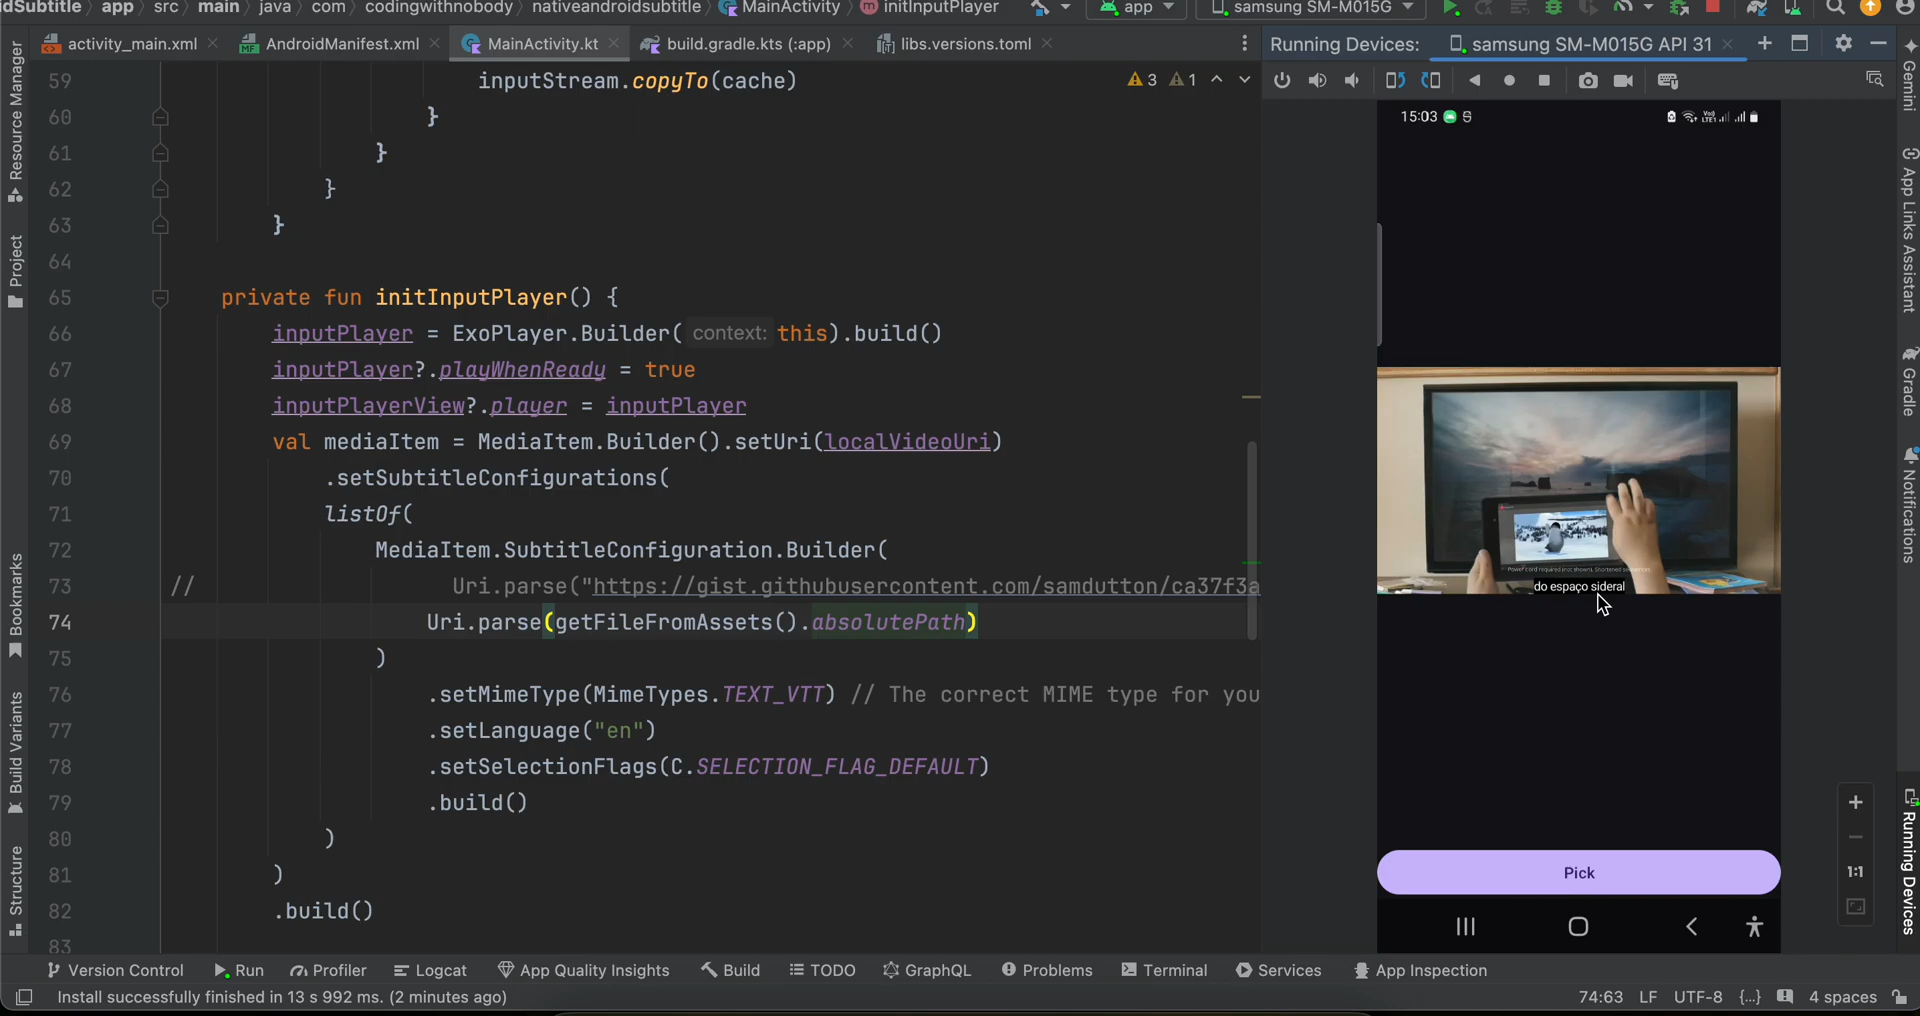 idSubtitle app src main java com codingwithnobody nativeandroidsubtitle MainActivity initInputPlayer app samsung SM-M015G
activity_main.xml AndroidManifest.xml MainActivity.kt build.gradle.kts (:app) libs.versions.toml Running Devices: samsung SM-M015G API 31
59 inputStream.copyTo(cache) 3 1
60 }
61 }
62 }
63 }
64
65 private fun initInputPlayer() {
66 inputPlayer = ExoPlayer.Builder( context: this).build()
67 inputPlayer?.playWhenReady = true
68 inputPlayerView?.player = inputPlayer
69 val mediaItem = MediaItem.Builder().setUri(localVideoUri)
70 .setSubtitleConfigurations(
71 listOf(
72 MediaItem.SubtitleConfiguration.Builder(
73 // Uri.parse("https://gist.githubusercontent.com/samdutton/ca37f3a
74 Uri.parse(getFileFromAssets().absolutePath)
75 )
76 .setMimeType(MimeTypes.TEXT_VTT) // The correct MIME type for you
77 .setLanguage("en")
78 .setSelectionFlags(C.SELECTION_FLAG_DEFAULT)
79 .build()
80 )
81 )
82 .build()
83
Resource Manager
Project
Bookmarks
Build Variants
Structure
15:03
do espaço sideral
Pick
1:1
Gemini
App Links Assistant
Gradle
Notifications
Running Devices
Version Control Run Profiler Logcat App Quality Insights Build TODO GraphQL Problems Terminal Services App Inspection
Install successfully finished in 13 s 992 ms. (2 minutes ago) 74:63 LF UTF-8 {...} 4 spaces